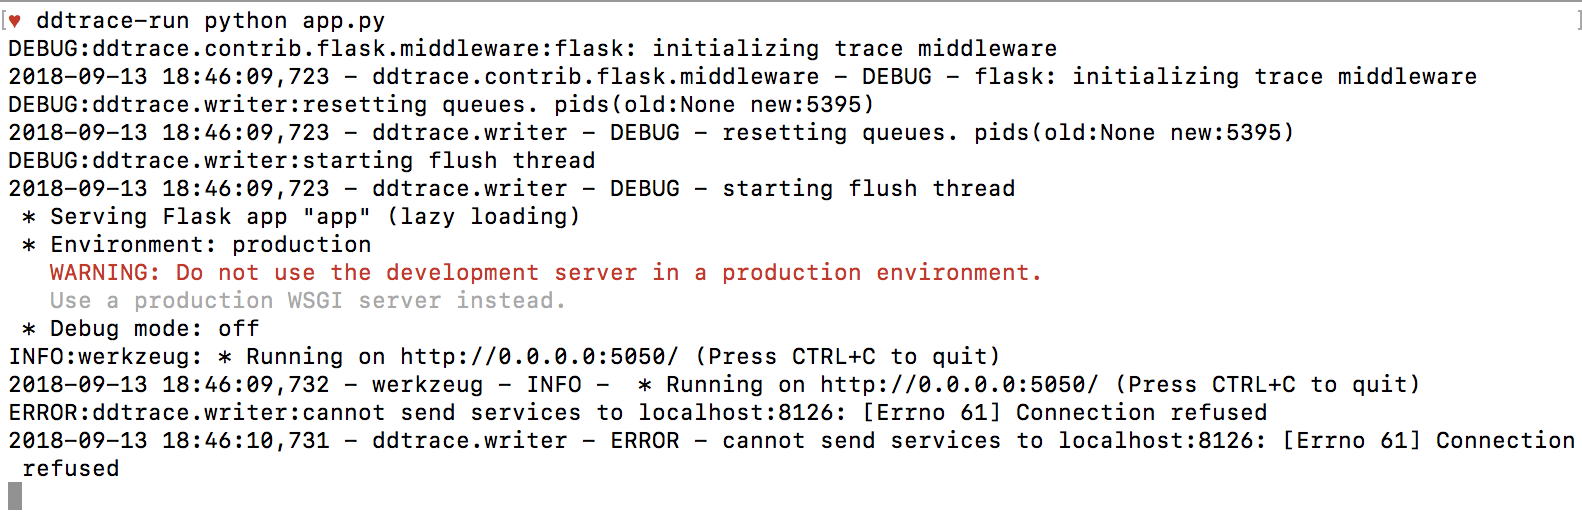 [♥ ddtrace-run python app.py ]
DEBUG:ddtrace.contrib.flask.middleware:flask: initializing trace middleware
2018-09-13 18:46:09,723 - ddtrace.contrib.flask.middleware - DEBUG - flask: initializing trace middleware
DEBUG:ddtrace.writer:resetting queues. pids(old:None new:5395)
2018-09-13 18:46:09,723 - ddtrace.writer - DEBUG - resetting queues. pids(old:None new:5395)
DEBUG:ddtrace.writer:starting flush thread
2018-09-13 18:46:09,723 - ddtrace.writer - DEBUG - starting flush thread
 * Serving Flask app "app" (lazy loading)
 * Environment: production
   WARNING: Do not use the development server in a production environment.
   Use a production WSGI server instead.
 * Debug mode: off
INFO:werkzeug: * Running on http://0.0.0.0:5050/ (Press CTRL+C to quit)
2018-09-13 18:46:09,732 - werkzeug - INFO -  * Running on http://0.0.0.0:5050/ (Press CTRL+C to quit)
ERROR:ddtrace.writer:cannot send services to localhost:8126: [Errno 61] Connection refused
2018-09-13 18:46:10,731 - ddtrace.writer - ERROR - cannot send services to localhost:8126: [Errno 61] Connection
 refused